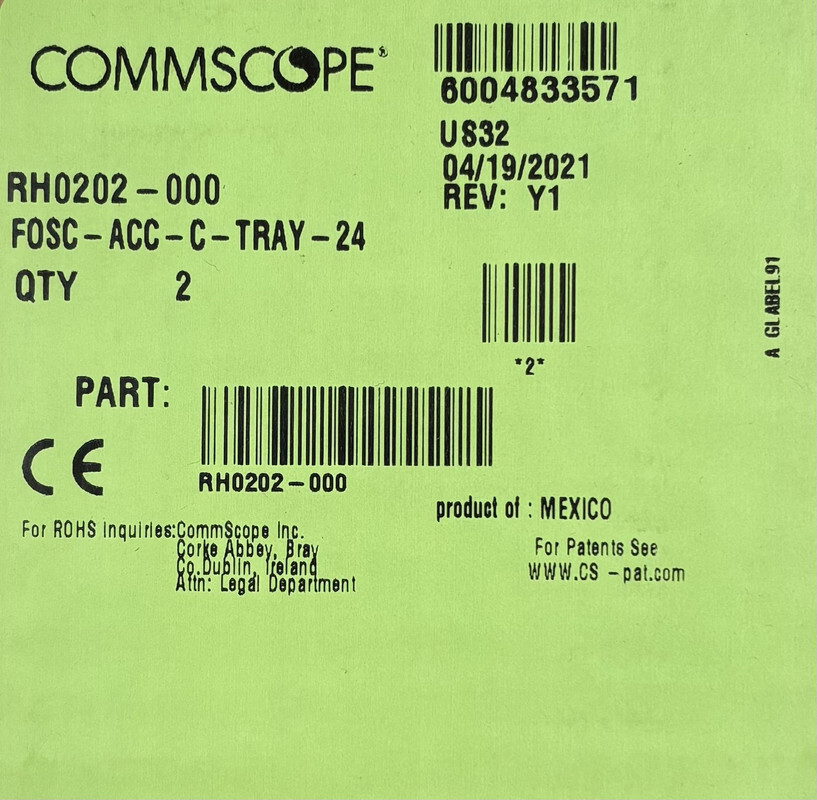 COMMSCOPE®
6004833571
US32
04/19/2021
REV: Y1
RH0202-000
FOSC-ACC-C-TRAY-24
QTY 2
*2*
A GLABEL91
PART:
RH0202-000
CE
product of : MEXICO
For ROHS Inquiries:CommScope Inc.
Corke Abbey, Bray
Co.Dublin, Ireland
Attn: Legal Department
For Patents See
WWW.CS -pat.com